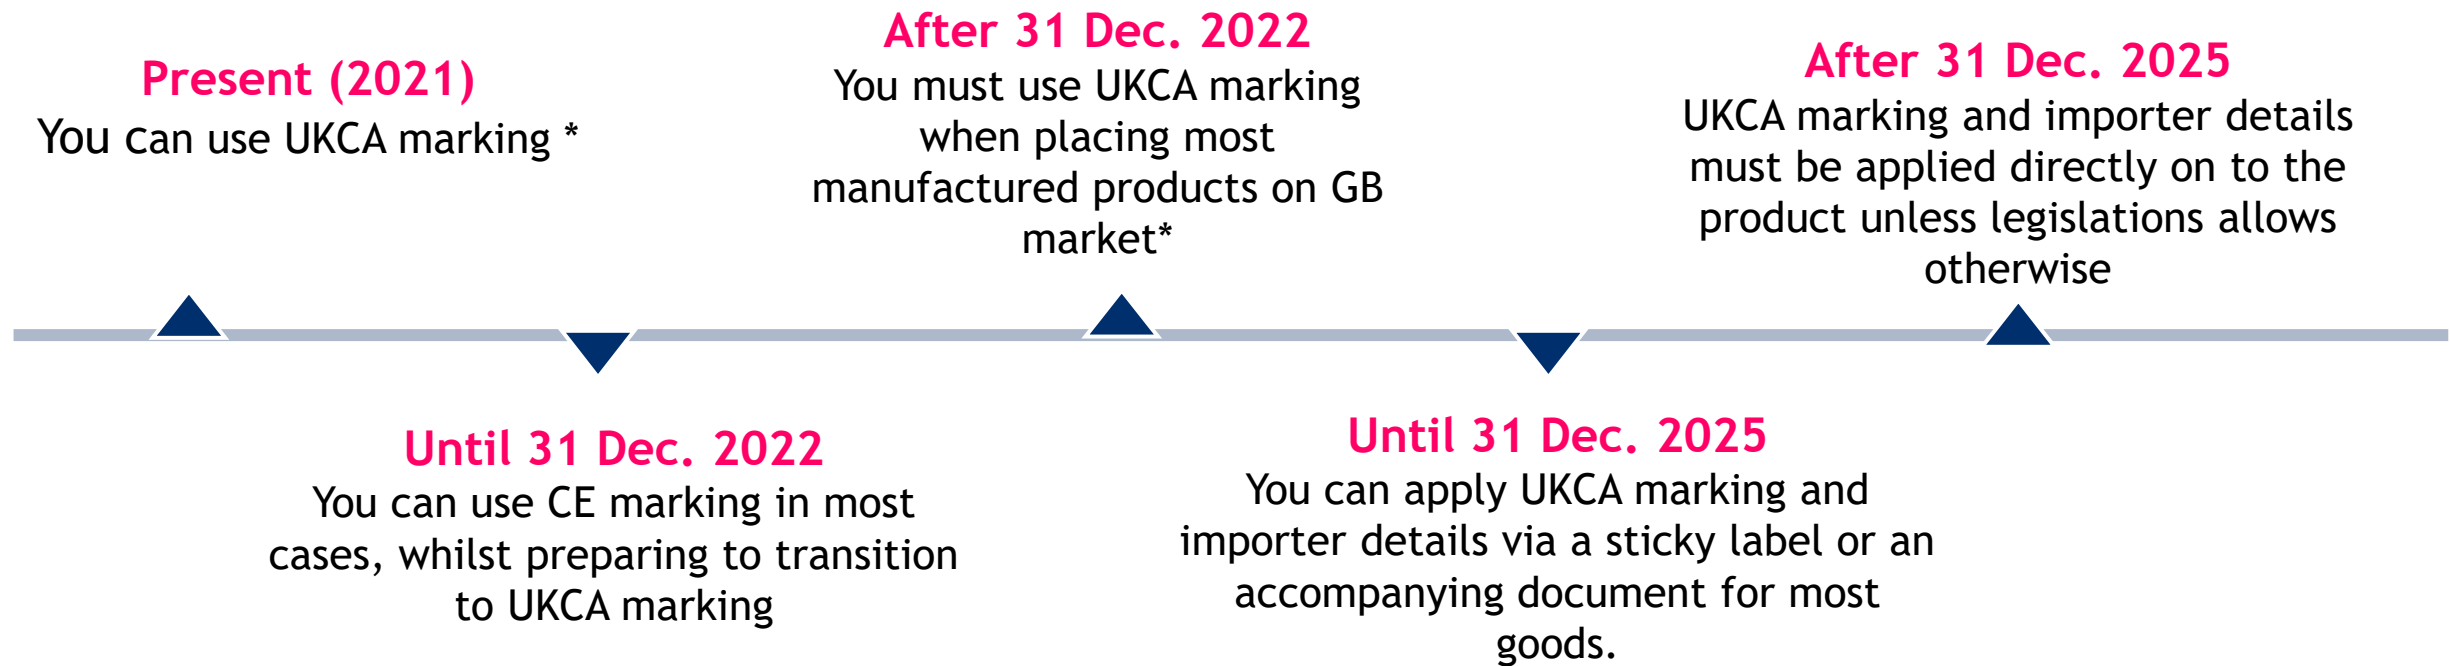 Present (2021)
You can use UKCA marking *
Until 31 Dec. 2022
You can use CE marking in most
cases, whilst preparing to transition
to UKCA marking
After 31 Dec. 2022
You must use UKCA marking
when placing most
manufactured products on GB
market*
Until 31 Dec. 2025
You can apply UKCA marking and
importer details via a sticky label or an
accompanying document for most
goods.
After 31 Dec. 2025
UKCA marking and importer details
must be applied directly on to the
product unless legislations allows
otherwise